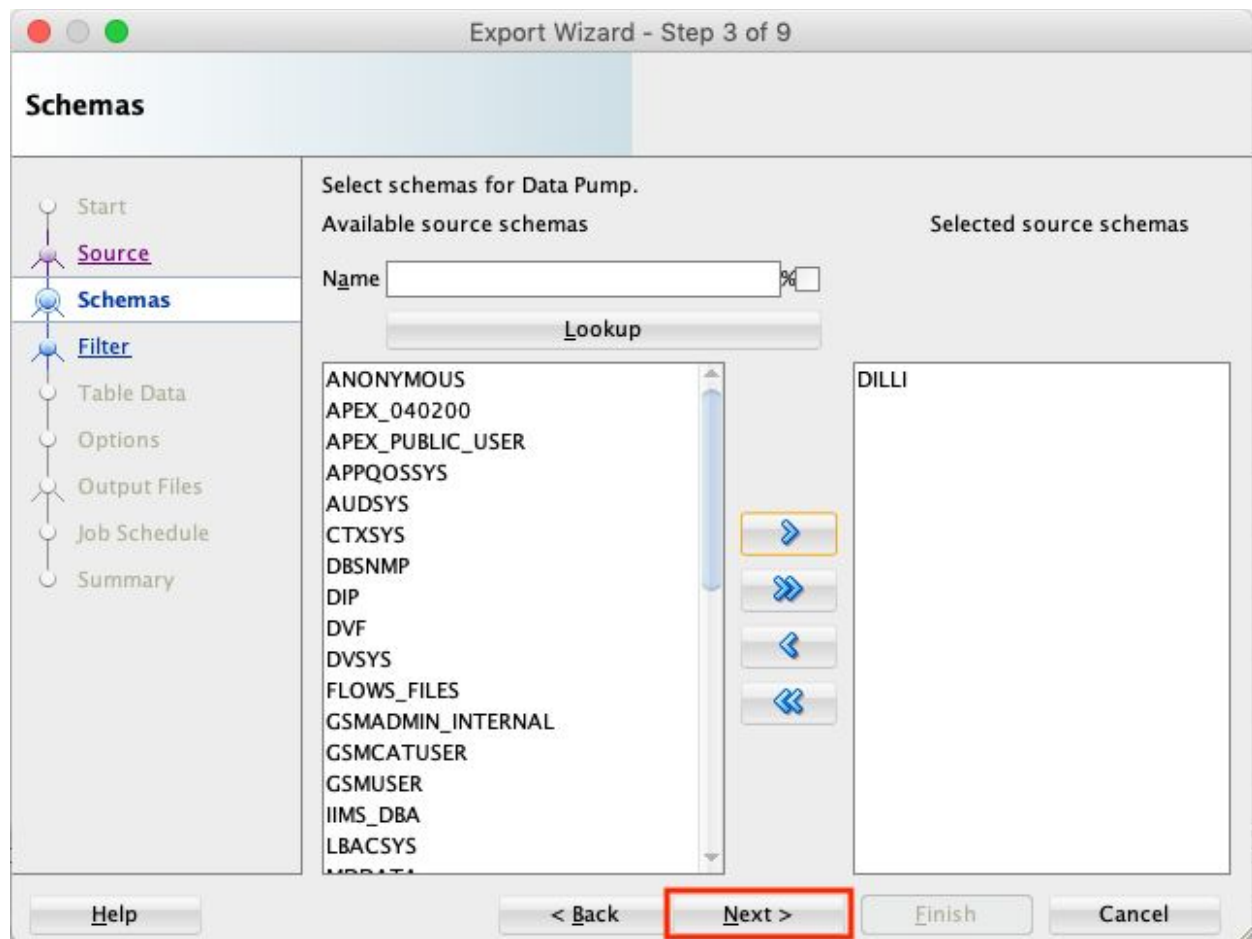 Export Wizard - Step 3 of 9
Schemas
Start
Source
Schemas
Filter
Table Data
Options
Output Files
Job Schedule
Summary
Select schemas for Data Pump.
Available source schemas
Selected source schemas
Name
%
Lookup
ANONYMOUS
APEX_040200
APEX_PUBLIC_USER
APPQOSSYS
AUDSYS
CTXSYS
DBSNMP
DIP
DVF
DVSYS
FLOWS_FILES
GSMADMIN_INTERNAL
GSMCATUSER
GSMUSER
IIMS_DBA
LBACSYS
DILLI
Help
< Back
Next >
Finish
Cancel